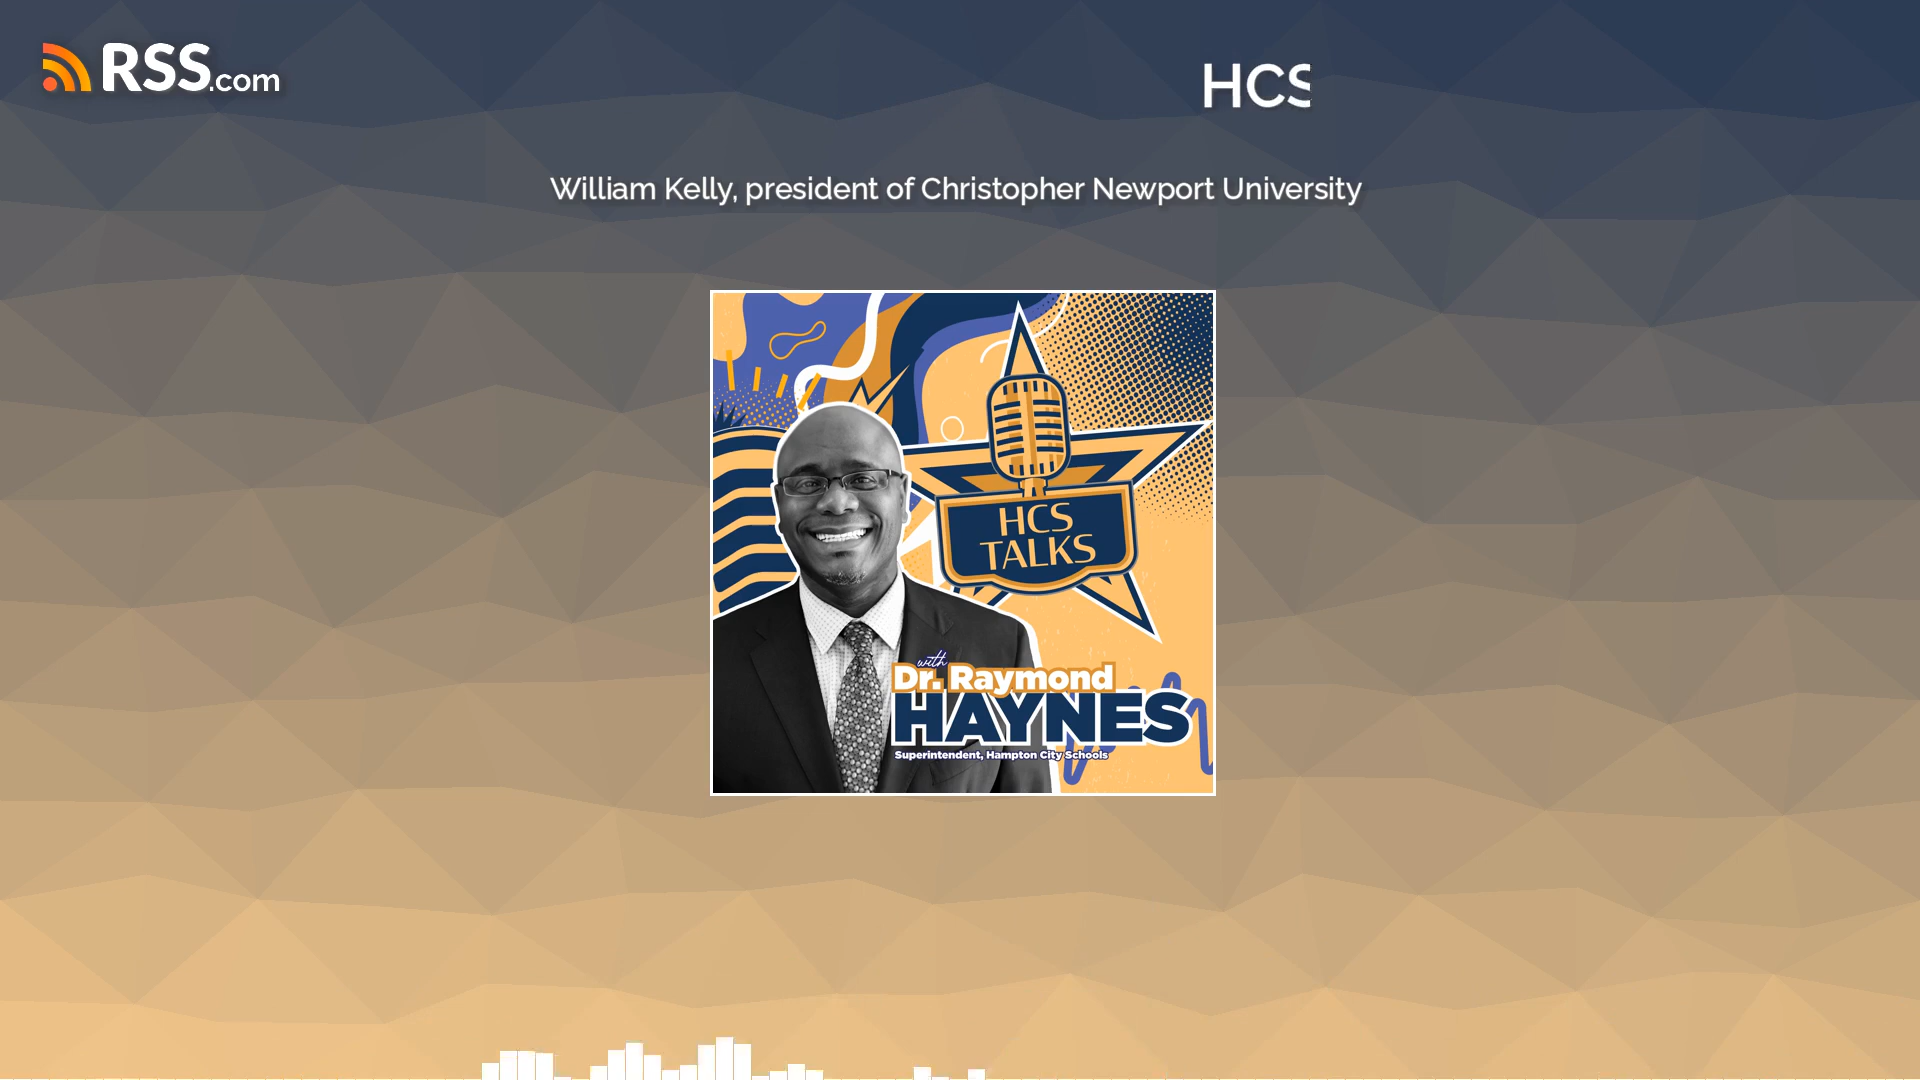 RSS.com
HCS
William Kelly, president of Christopher Newport University
HCS
TALKS
with
Dr. Raymond
HAYNES
Superintendent, Hampton City Schools